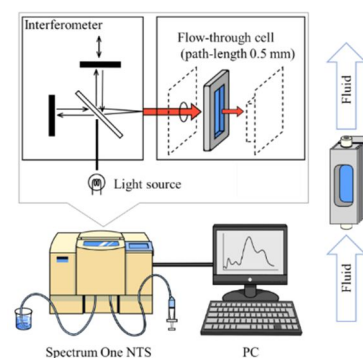 Interferometer
Flow-through cell
(path-length 0.5 mm)
Light source
Fluid
Fluid
Spectrum One NTS
PC